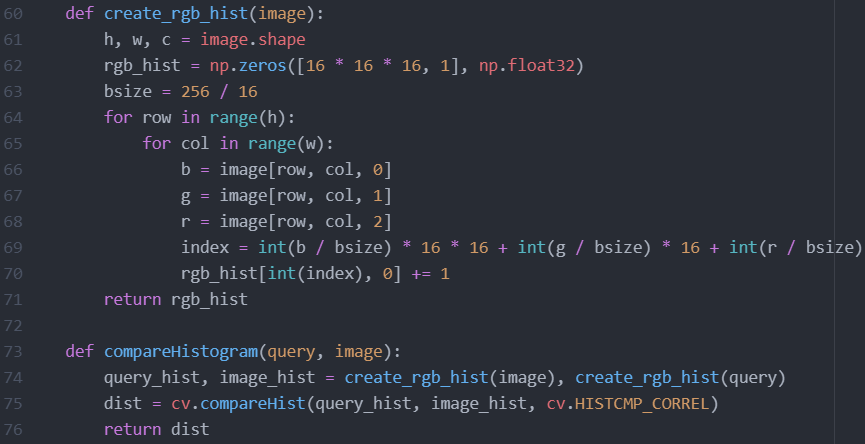 60 def create_rgb_hist(image):
61 h, w, c = image.shape
62 rgb_hist = np.zeros([16 * 16 * 16, 1], np.float32)
63 bsize = 256 / 16
64 for row in range(h):
65 for col in range(w):
66 b = image[row, col, 0]
67 g = image[row, col, 1]
68 r = image[row, col, 2]
69 index = int(b / bsize) * 16 * 16 + int(g / bsize) * 16 + int(r / bsize)
70 rgb_hist[int(index), 0] += 1
71 return rgb_hist
72
73 def compareHistogram(query, image):
74 query_hist, image_hist = create_rgb_hist(image), create_rgb_hist(query)
75 dist = cv.compareHist(query_hist, image_hist, cv.HISTCMP_CORREL)
76 return dist